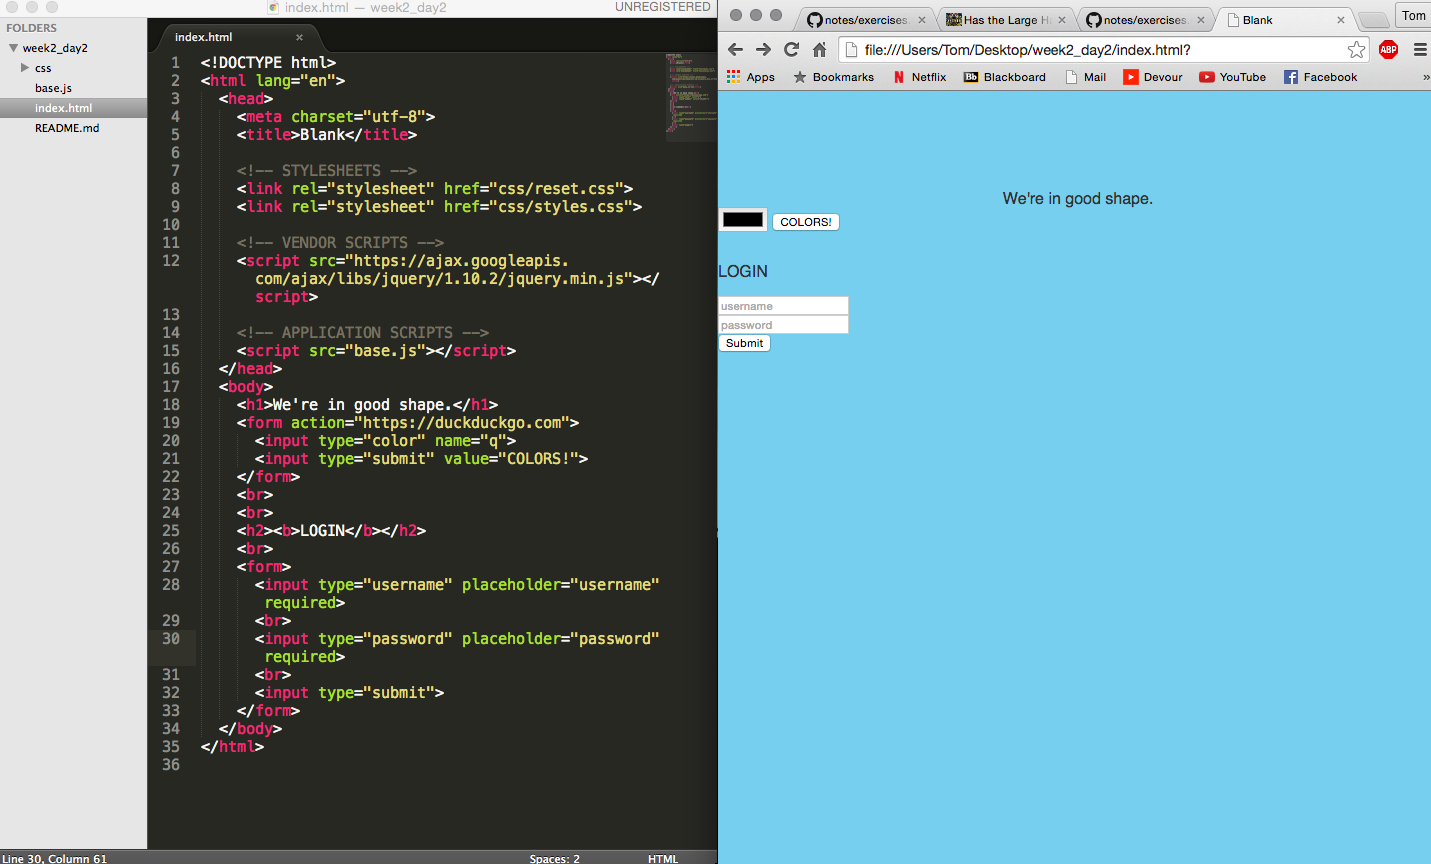 index.html — week2_day2
UNREGISTERED
FOLDERS
week2_day2
css
base.js
index.html
README.md
index.html ×
1 <!DOCTYPE html>
2 <html lang="en">
3 <head>
4 <meta charset="utf-8">
5 <title>Blank</title>
6
7 <!-- STYLESHEETS -->
8 <link rel="stylesheet" href="css/reset.css">
9 <link rel="stylesheet" href="css/styles.css">
10
11 <!-- VENDOR SCRIPTS -->
12 <script src="https://ajax.googleapis.
com/ajax/libs/jquery/1.10.2/jquery.min.js"></
script>
13
14 <!-- APPLICATION SCRIPTS -->
15 <script src="base.js"></script>
16 </head>
17 <body>
18 <h1>We're in good shape.</h1>
19 <form action="https://duckduckgo.com">
20 <input type="color" name="q">
21 <input type="submit" value="COLORS!">
22 </form>
23 <br>
24 <br>
25 <h2><b>LOGIN</b></h2>
26 <br>
27 <form>
28 <input type="username" placeholder="username"
required>
29 <br>
30 <input type="password" placeholder="password"
required>
31 <br>
32 <input type="submit">
33 </form>
34 </body>
35 </html>
36
Line 30, Column 61
Spaces: 2
HTML
notes/exercises. ×
Has the Large H ×
notes/exercises. ×
Blank ×
Tom
file:///Users/Tom/Desktop/week2_day2/index.html?
ABP
Apps
Bookmarks
N Netflix
Bb Blackboard
Mail
Devour
YouTube
f Facebook
»
We're in good shape.
COLORS!
LOGIN
username
password
Submit